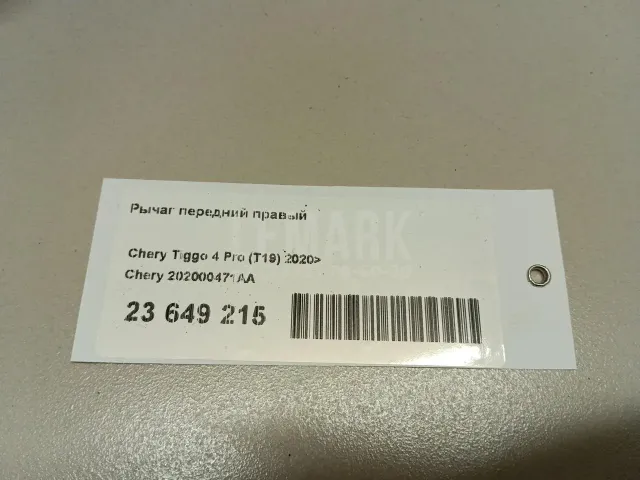 Рычаг передний правый
Chery Tiggo 4 Pro (T19) 2020>
Chery 202000471AA
23 649 215